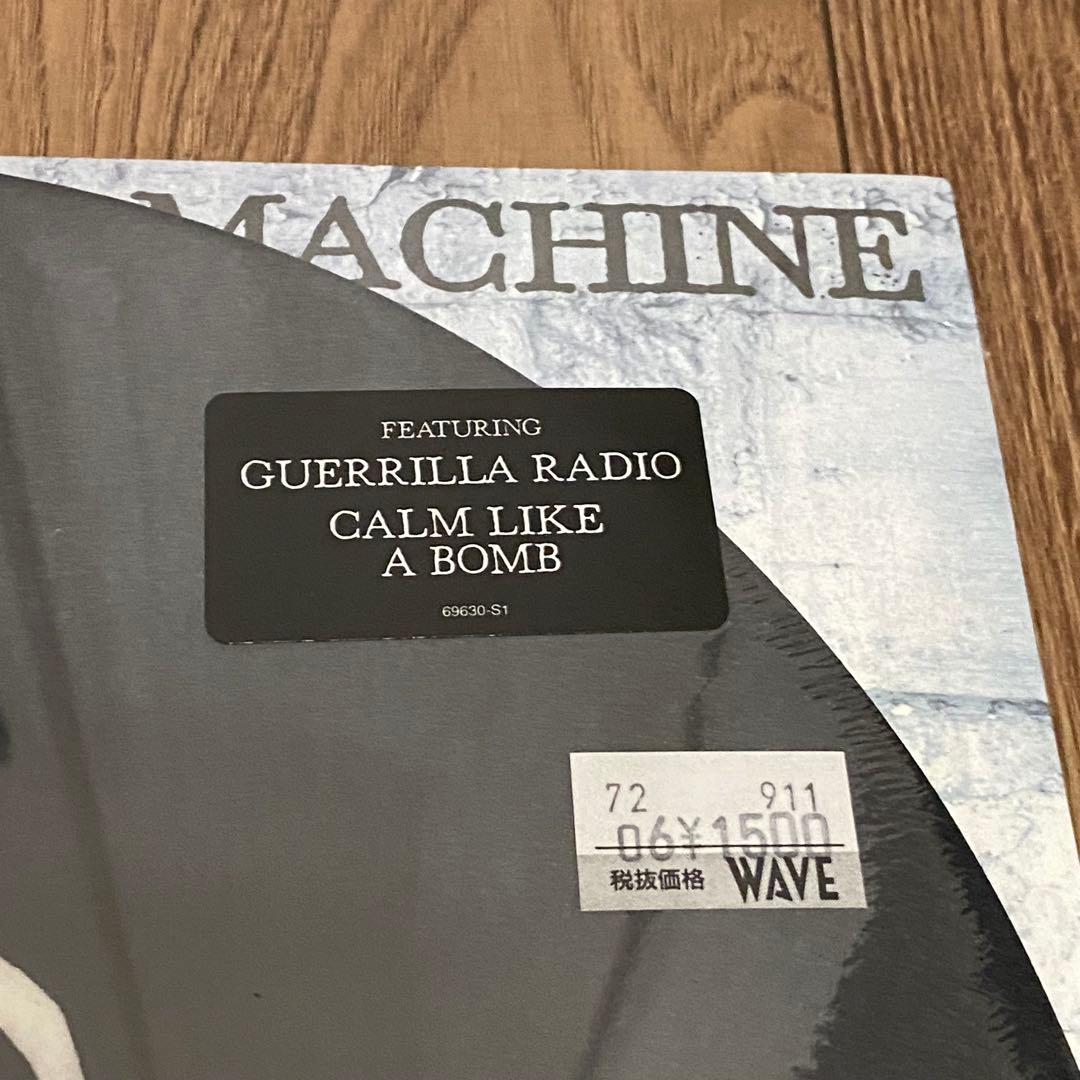 MACHINE
FEATURING
GUERRILLA RADIO
CALM LIKE
A BOMB
69630-S1
72 911
06¥1500
税抜価格 WAVE